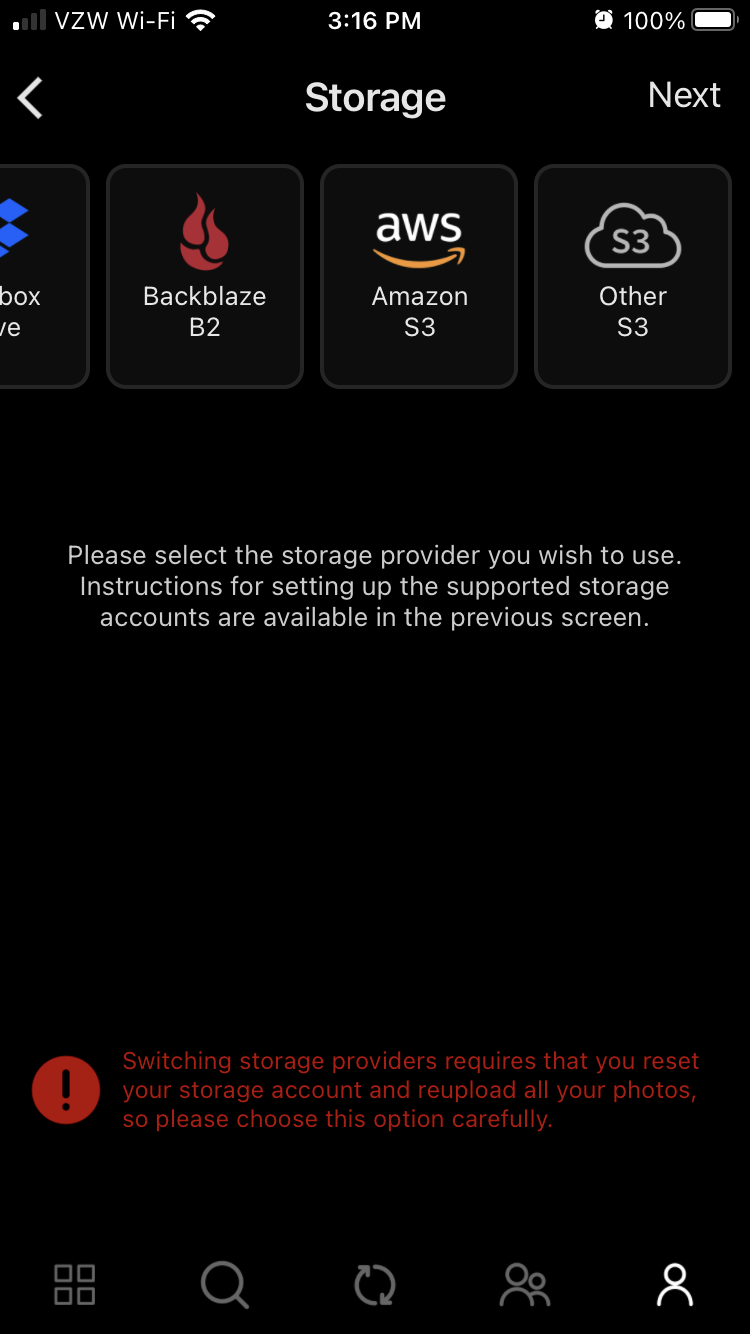 VZW Wi-Fi 3:16 PM 100%
Storage Next
box
ve
Backblaze
B2
aws
Amazon
S3
S3
Other
S3
Please select the storage provider you wish to use.
Instructions for setting up the supported storage
accounts are available in the previous screen.
Switching storage providers requires that you reset
your storage account and reupload all your photos,
so please choose this option carefully.